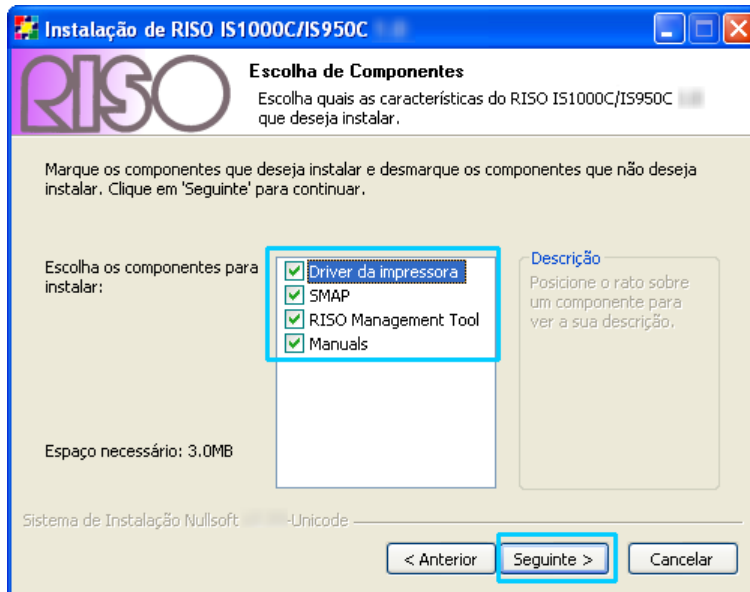 Instalação de RISO IS1000C/IS950C
RISO
Escolha de Componentes
Escolha quais as características do RISO IS1000C/IS950C
que deseja instalar.
Marque os componentes que deseja instalar e desmarque os componentes que não deseja
instalar. Clique em 'Seguinte' para continuar.
Escolha os componentes para
instalar:
Driver da impressora
SMAP
RISO Management Tool
Manuals
Descrição
Posicione o rato sobre
um componente para
ver a sua descrição.
Espaço necessário: 3.0MB
Sistema de Instalação Nullsoft -Unicode
< Anterior
Seguinte >
Cancelar